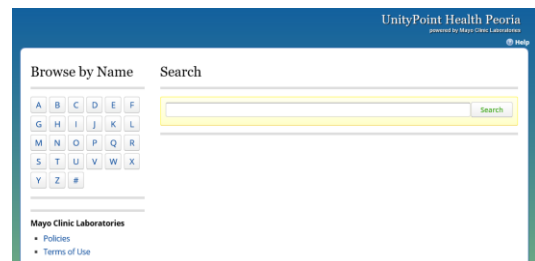 UnityPoint Health Peoria
powered by Mayo Clinic Laboratories
Help
Browse by Name
Search
A B C D E F
Search
G H I J K L
M N O P Q R
S T U V W X
Y Z #
Mayo Clinic Laboratories
Policies
Terms of Use